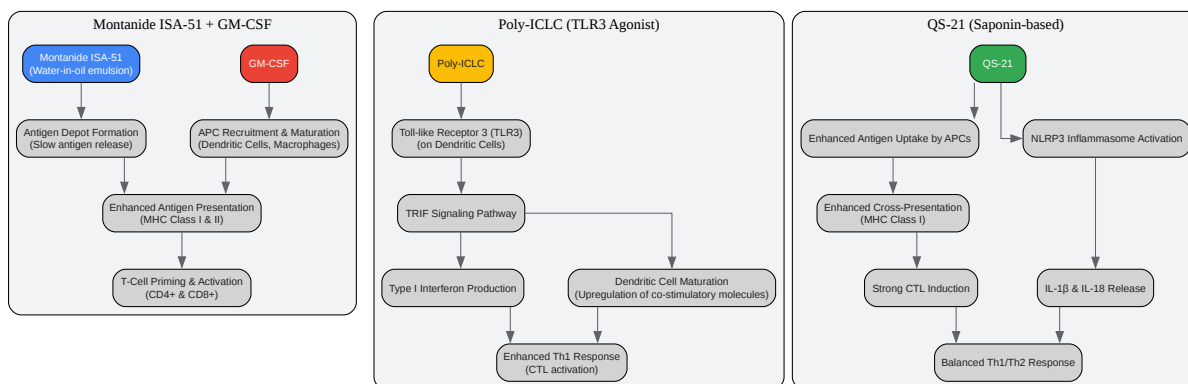 Montanide ISA-51 + GM-CSF
Montanide ISA-51
(Water-in-oil emulsion)
GM-CSF
Antigen Depot Formation
(Slow antigen release)
APC Recruitment & Maturation
(Dendritic Cells, Macrophages)
Enhanced Antigen Presentation
(MHC Class I & II)
T-Cell Priming & Activation
(CD4+ & CD8+)
Poly-ICLC (TLR3 Agonist)
Poly-ICLC
Toll-like Receptor 3 (TLR3)
(on Dendritic Cells)
TRIF Signaling Pathway
Type I Interferon Production
Dendritic Cell Maturation
(Upregulation of co-stimulatory molecules)
Enhanced Th1 Response
(CTL activation)
QS-21 (Saponin-based)
QS-21
Enhanced Antigen Uptake by APCs
NLRP3 Inflammasome Activation
Enhanced Cross-Presentation
(MHC Class I)
Strong CTL Induction
IL-1β & IL-18 Release
Balanced Th1/Th2 Response